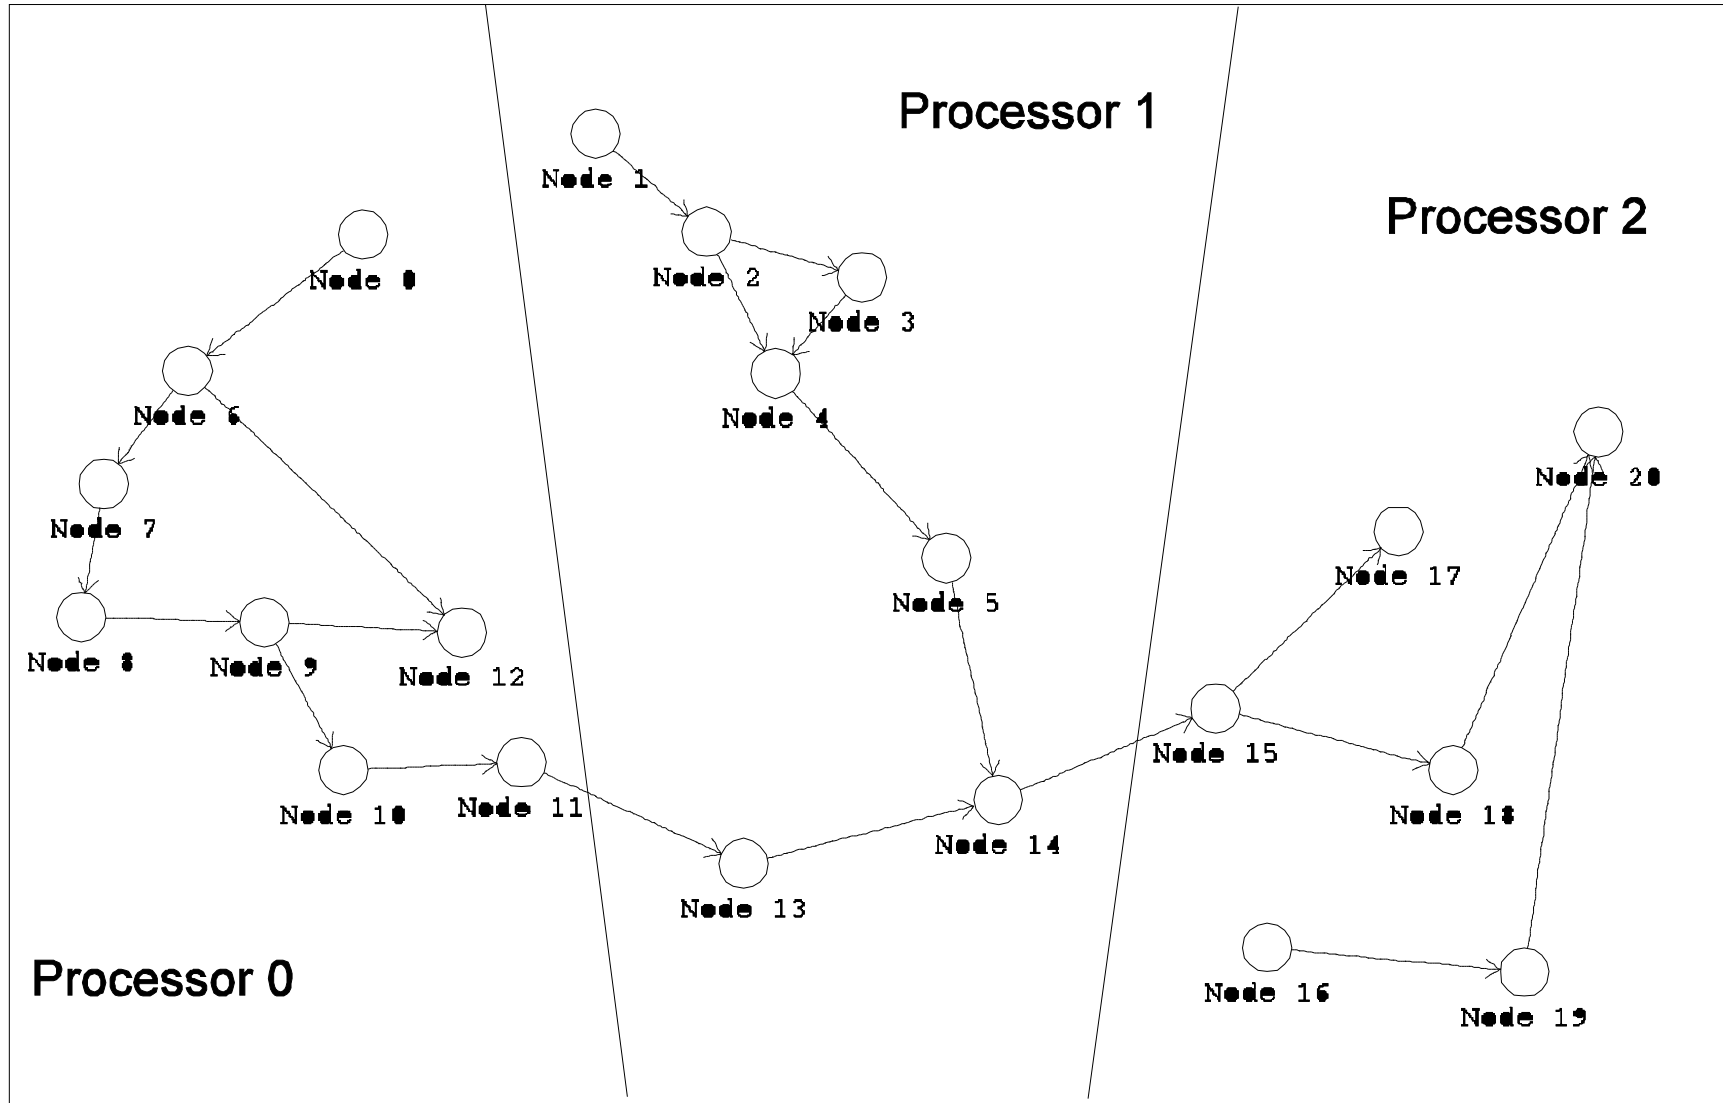 Processor 1
Node 1
Processor 2
Node 0
Node 2
Node 3
Node 6
Node 4
Node 20
Node 7
Node 17
Node 5
Node 8
Node 9
Node 12
Node 15
Node 10
Node 11
Node 18
Node 14
Node 13
Processor 0
Node 16
Node 19